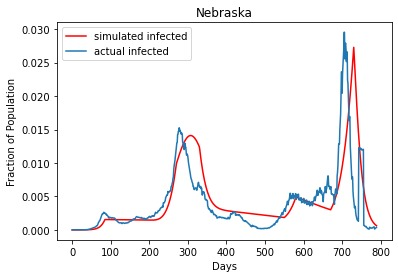 Nebraska
simulated infected
actual infected
Fraction of Population
0.030
0.025
0.020
0.015
0.010
0.005
0.000
0 100 200 300 400 500 600 700 800
Days